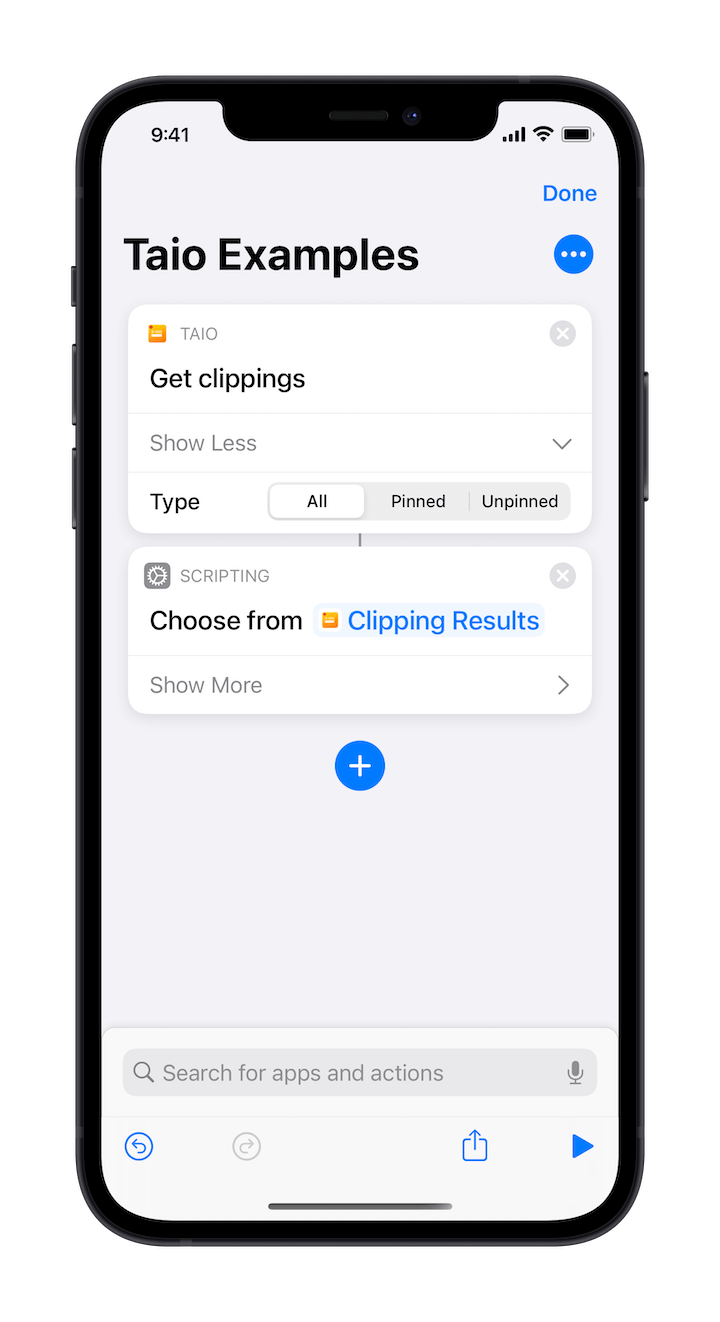 9:41
Done
Taio Examples
TAIO
Get clippings
Show Less
Type All Pinned Unpinned
SCRIPTING
Choose from Clipping Results
Show More
Search for apps and actions